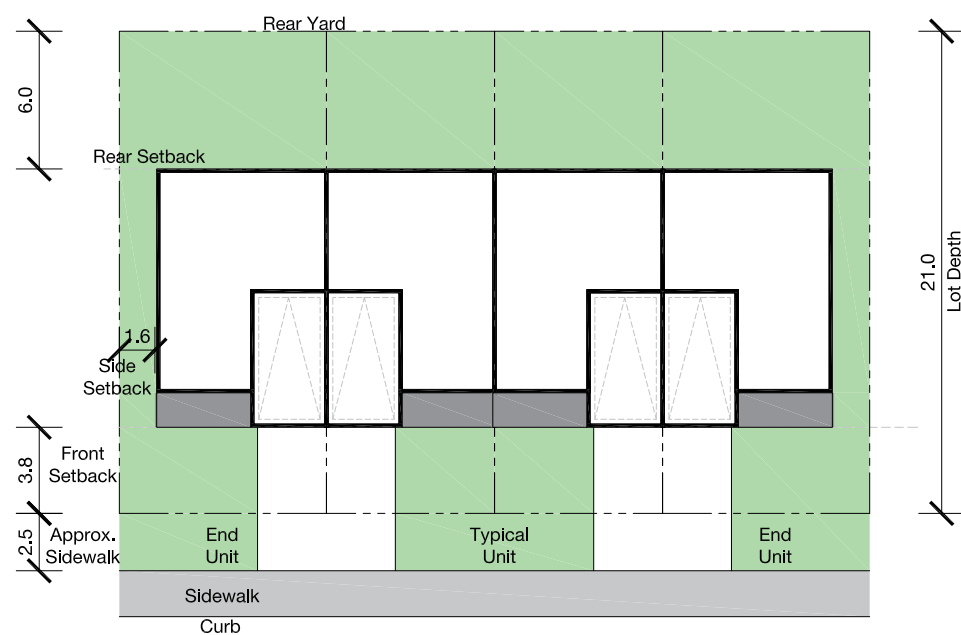 Rear Yard
6.0
Rear Setback
21.0
Lot Depth
1.6
Side
Setback
Front
Setback
3.8
2.5
Approx.
Sidewalk
End
Unit
Typical
Unit
End
Unit
Sidewalk
Curb